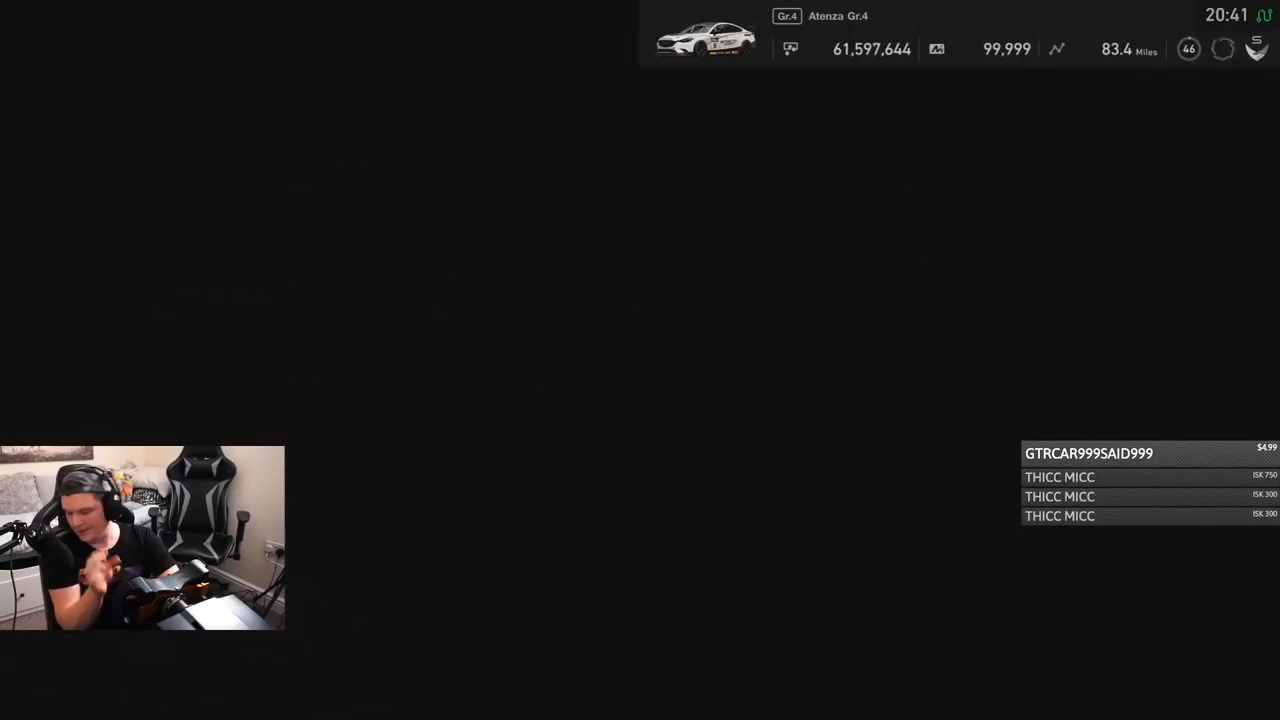 Gr.4 Atenza Gr.4 20:41
61,597,644 99,999 83.4 Miles 46 S
GTRCAR999SAID999 $4.99
THICC MICC ISK 750
THICC MICC ISK 300
THICC MICC ISK 300